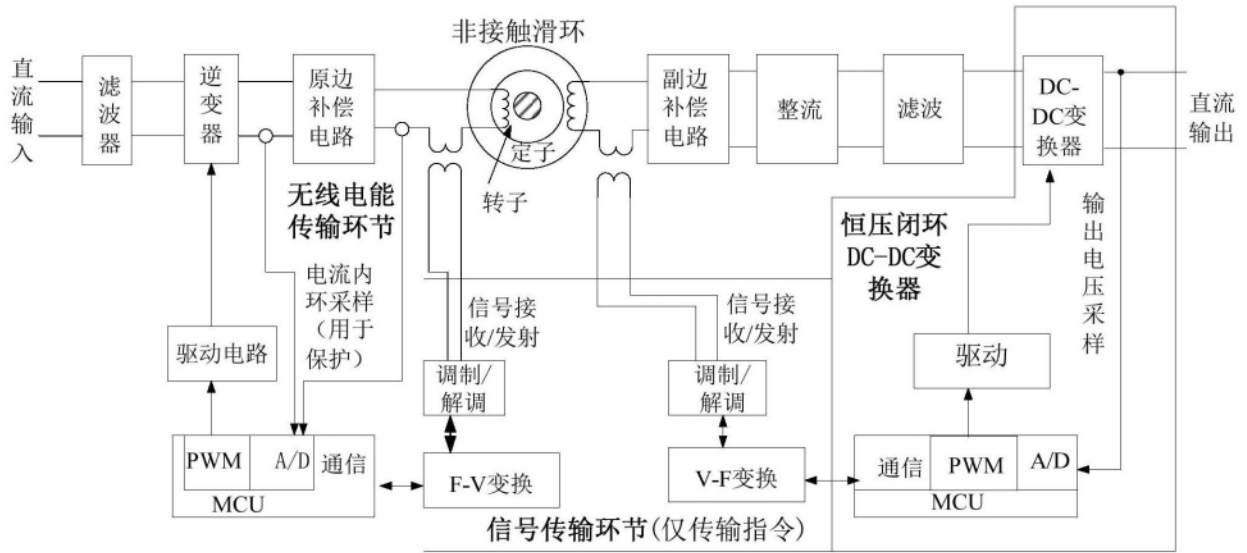 非接触滑环
直流输入
滤波器
逆变器
原边
补偿
电路
定子
转子
副边
补偿
电路
整流
滤波
DC-
DC变
换器
直流
输出
无线电能
传输环节
恒压闭环
DC-DC变
换器
输出电压采样
电流内
环采样
（用于
保护）
信号接
收/发射
信号接
收/发射
驱动电路
调制/
解调
调制/
解调
驱动
PWM
A/D
通信
MCU
F-V变换
V-F变换
通信
PWM
A/D
MCU
信号传输环节(仅传输指令)